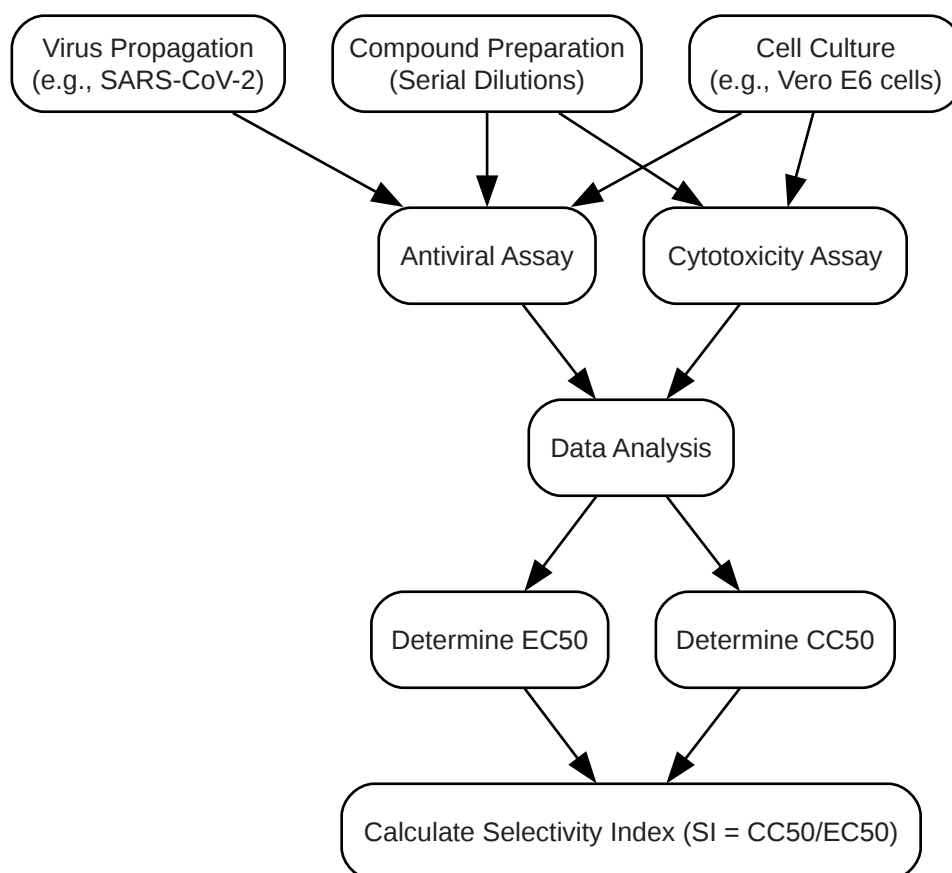 Virus Propagation
(e.g., SARS-CoV-2)
Compound Preparation
(Serial Dilutions)
Cell Culture
(e.g., Vero E6 cells)
Antiviral Assay
Cytotoxicity Assay
Data Analysis
Determine EC50
Determine CC50
Calculate Selectivity Index (SI = CC50/EC50)